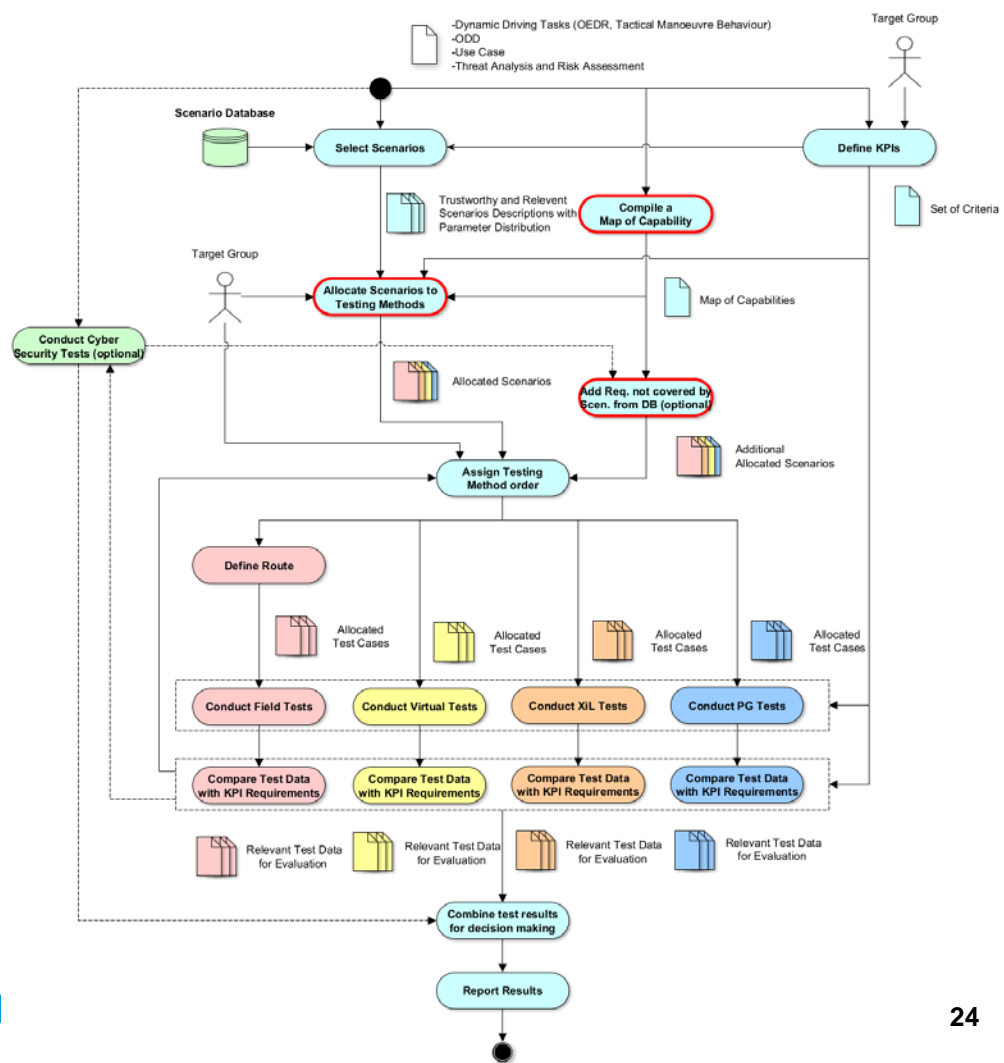 -Dynamic Driving Tasks (OEDR, Tactical Manoeuvre Behaviour)
-ODD
-Use Case
-Threat Analysis and Risk Assessment
Target Group
Scenario Database
Select Scenarios
Define KPIs
Trustworthy and Relevent
Scenarios Descriptions with
Parameter Distribution
Compile a
Map of Capability
Set of Criteria
Target Group
Allocate Scenarios to
Testing Methods
Map of Capabilities
Conduct Cyber
Security Tests (optional)
Allocated Scenarios
Add Req. not covered by
Scen. from DB (optional)
Additional
Allocated Scenarios
Assign Testing
Method order
Define Route
Allocated
Test Cases
Allocated
Test Cases
Allocated
Test Cases
Allocated
Test Cases
Conduct Field Tests
Conduct Virtual Tests
Conduct XiL Tests
Conduct PG Tests
Compare Test Data
with KPI Requirements
Compare Test Data
with KPI Requirements
Compare Test Data
with KPI Requirements
Compare Test Data
with KPI Requirements
Relevant Test Data
for Evaluation
Relevant Test Data
for Evaluation
Relevant Test Data
for Evaluation
Relevant Test Data
for Evaluation
Combine test results
for decision making
Report Results
24